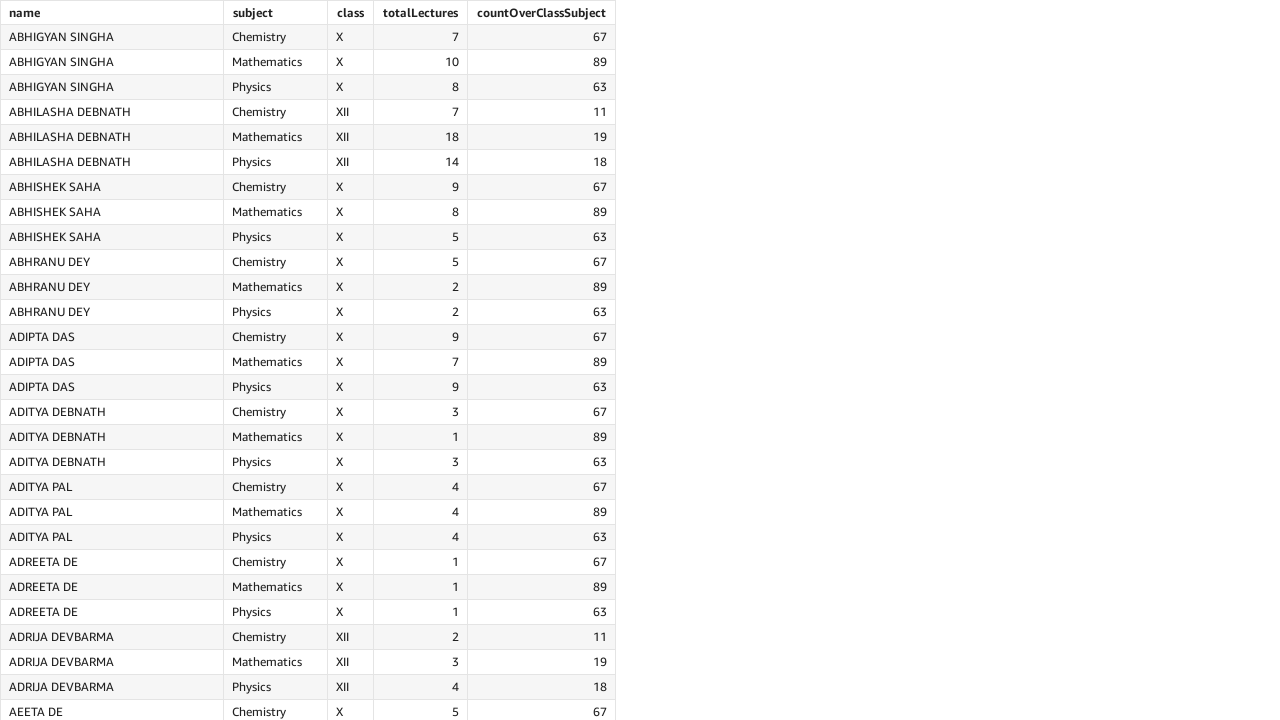 name subject class totalLectures countOverClassSubject
ABHIGYAN SINGHA Chemistry X 7 67
ABHIGYAN SINGHA Mathematics X 10 89
ABHIGYAN SINGHA Physics X 8 63
ABHILASHA DEBNATH Chemistry XII 7 11
ABHILASHA DEBNATH Mathematics XII 18 19
ABHILASHA DEBNATH Physics XII 14 18
ABHISHEK SAHA Chemistry X 9 67
ABHISHEK SAHA Mathematics X 8 89
ABHISHEK SAHA Physics X 5 63
ABHRANU DEY Chemistry X 5 67
ABHRANU DEY Mathematics X 2 89
ABHRANU DEY Physics X 2 63
ADIPTA DAS Chemistry X 9 67
ADIPTA DAS Mathematics X 7 89
ADIPTA DAS Physics X 9 63
ADITYA DEBNATH Chemistry X 3 67
ADITYA DEBNATH Mathematics X 1 89
ADITYA DEBNATH Physics X 3 63
ADITYA PAL Chemistry X 4 67
ADITYA PAL Mathematics X 4 89
ADITYA PAL Physics X 4 63
ADREETA DE Chemistry X 1 67
ADREETA DE Mathematics X 1 89
ADREETA DE Physics X 1 63
ADRIJA DEVBARMA Chemistry XII 2 11
ADRIJA DEVBARMA Mathematics XII 3 19
ADRIJA DEVBARMA Physics XII 4 18
AEETA DE Chemistry X 5 67